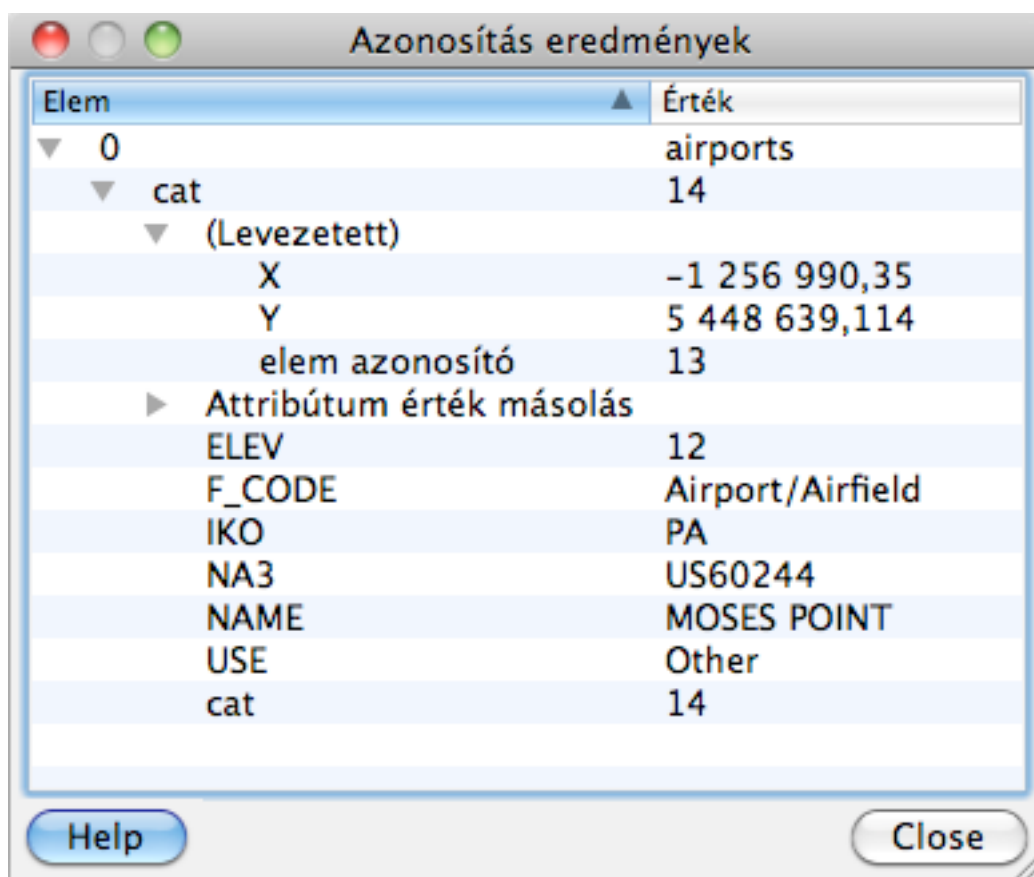 Azonosítás eredmények
Elem Érték
0 airports
cat 14
(Levezetett)
X -1 256 990,35
Y 5 448 639,114
elem azonosító 13
Attribútum érték másolás
ELEV 12
F_CODE Airport/Airfield
IKO PA
NA3 US60244
NAME MOSES POINT
USE Other
cat 14
Help Close